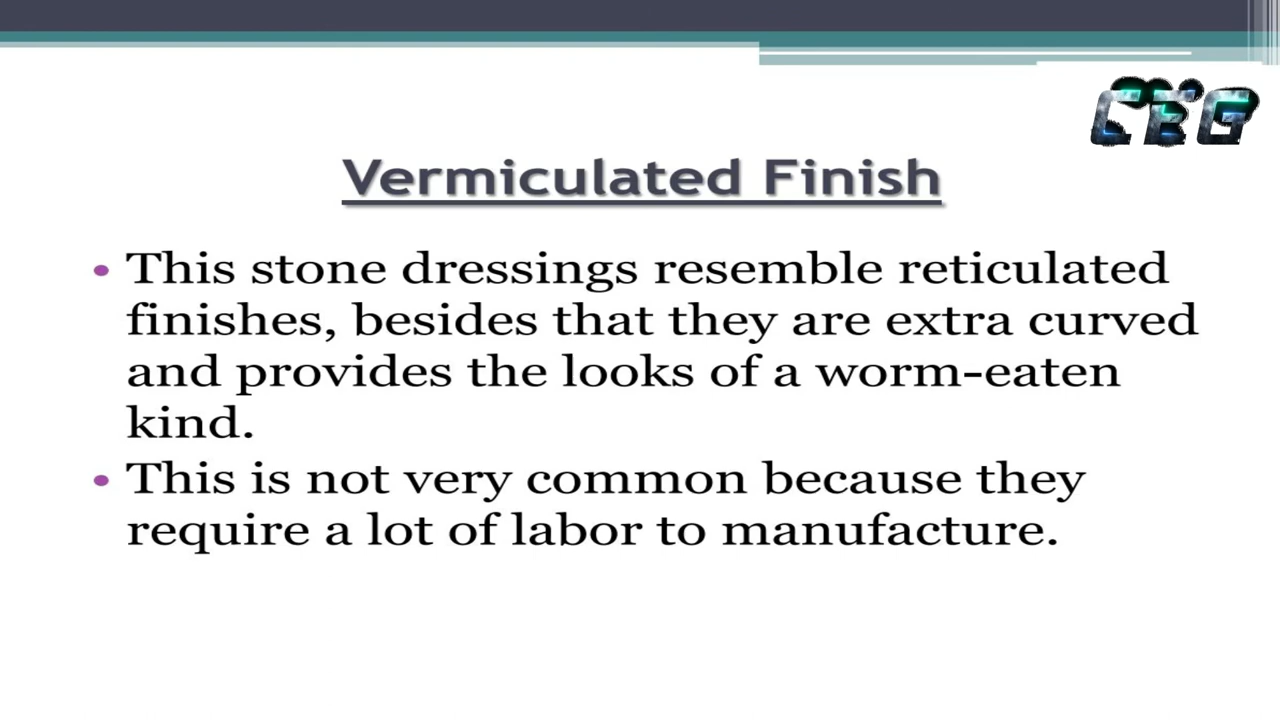 CEG
Vermiculated Finish
• This stone dressings resemble reticulated
finishes, besides that they are extra curved
and provides the looks of a worm-eaten
kind.
• This is not very common because they
require a lot of labor to manufacture.